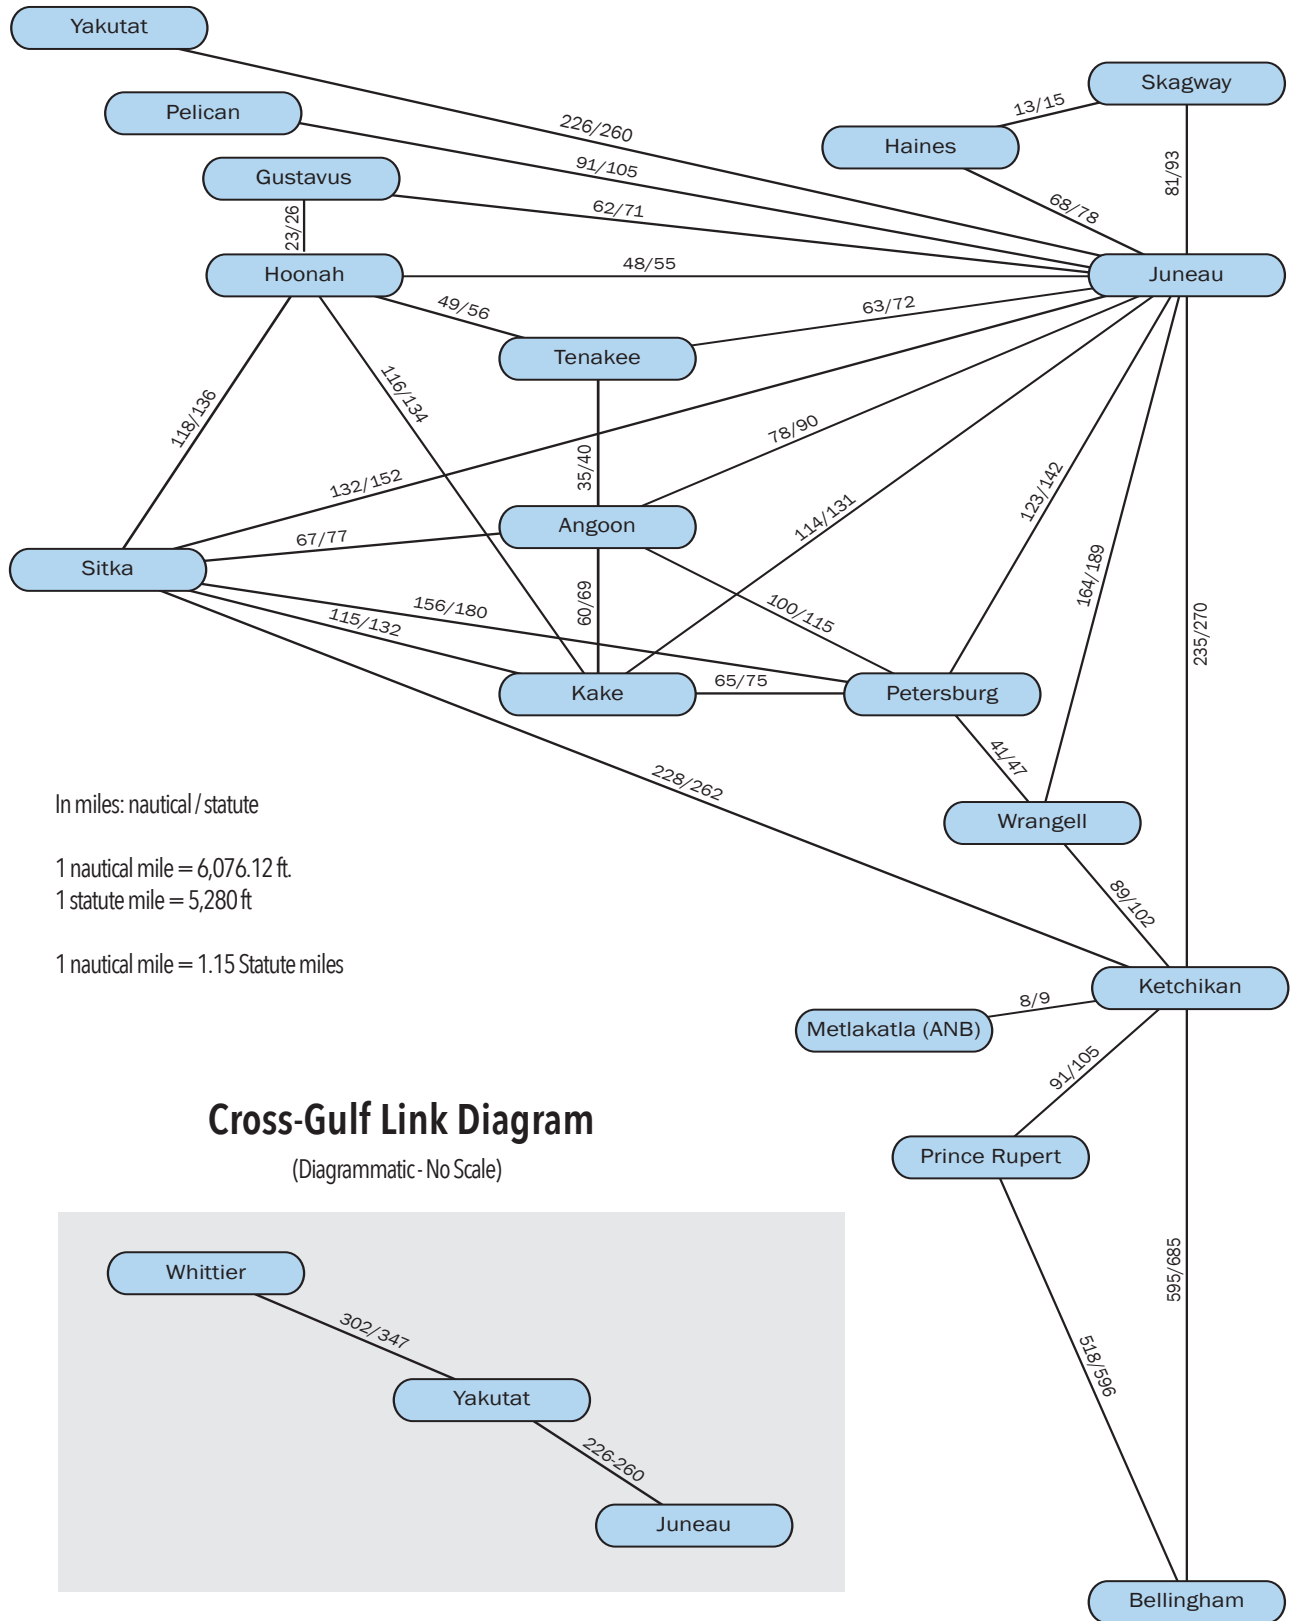 Yakutat
Skagway
13/15
Pelican
226/260
Haines
91/105
81/93
Gustavus
62/71
68/78
23/26
Hoonah
48/55
Juneau
49/56
63/72
Tenakee
116/134
118/136
78/90
35/40
132/152
123/142
114/131
Angoon
67/77
164/189
Sitka
60/69
100/115
156/180
115/132
235/270
Kake
65/75
Petersburg
41/47
228/262
In miles: nautical / statute
Wrangell
1 nautical mile = 6,076.12 ft.
1 statute mile = 5,280 ft
89/102
1 nautical mile = 1.15 Statute miles
Ketchikan
8/9
Metlakatla (ANB)
91/105
Cross-Gulf Link Diagram
(Diagrammatic - No Scale)
Prince Rupert
595/685
Whittier
302/347
518/596
Yakutat
226-260
Juneau
Bellingham